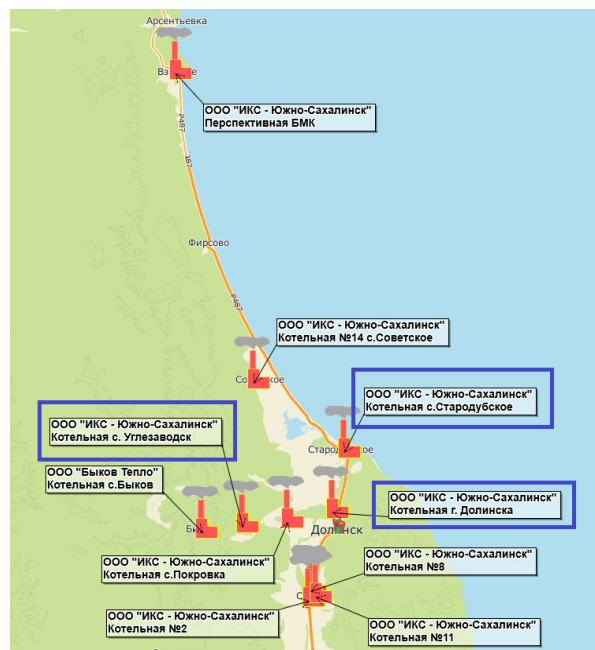 Арсентьевка
ООО "ИКС - Южно-Сахалинск"
Перспективная БМК
Р487
187
Фирсово
Р487
ООО "ИКС - Южно-Сахалинск"
Котельная №14 с.Советское
ООО "ИКС - Южно-Сахалинск"
Котельная с.Стародубское
ООО "ИКС - Южно-Сахалинск"
Котельная с. Углезаводск
ООО "Быков Тепло"
Котельная с.Быков
ООО "ИКС - Южно-Сахалинск"
Котельная г. Долинска
Долинск
ООО "ИКС - Южно-Сахалинск"
Котельная с.Покровка
ООО "ИКС - Южно-Сахалинск"
Котельная №8
ООО "ИКС - Южно-Сахалинск"
Котельная №2
ООО "ИКС - Южно-Сахалинск"
Котельная №11